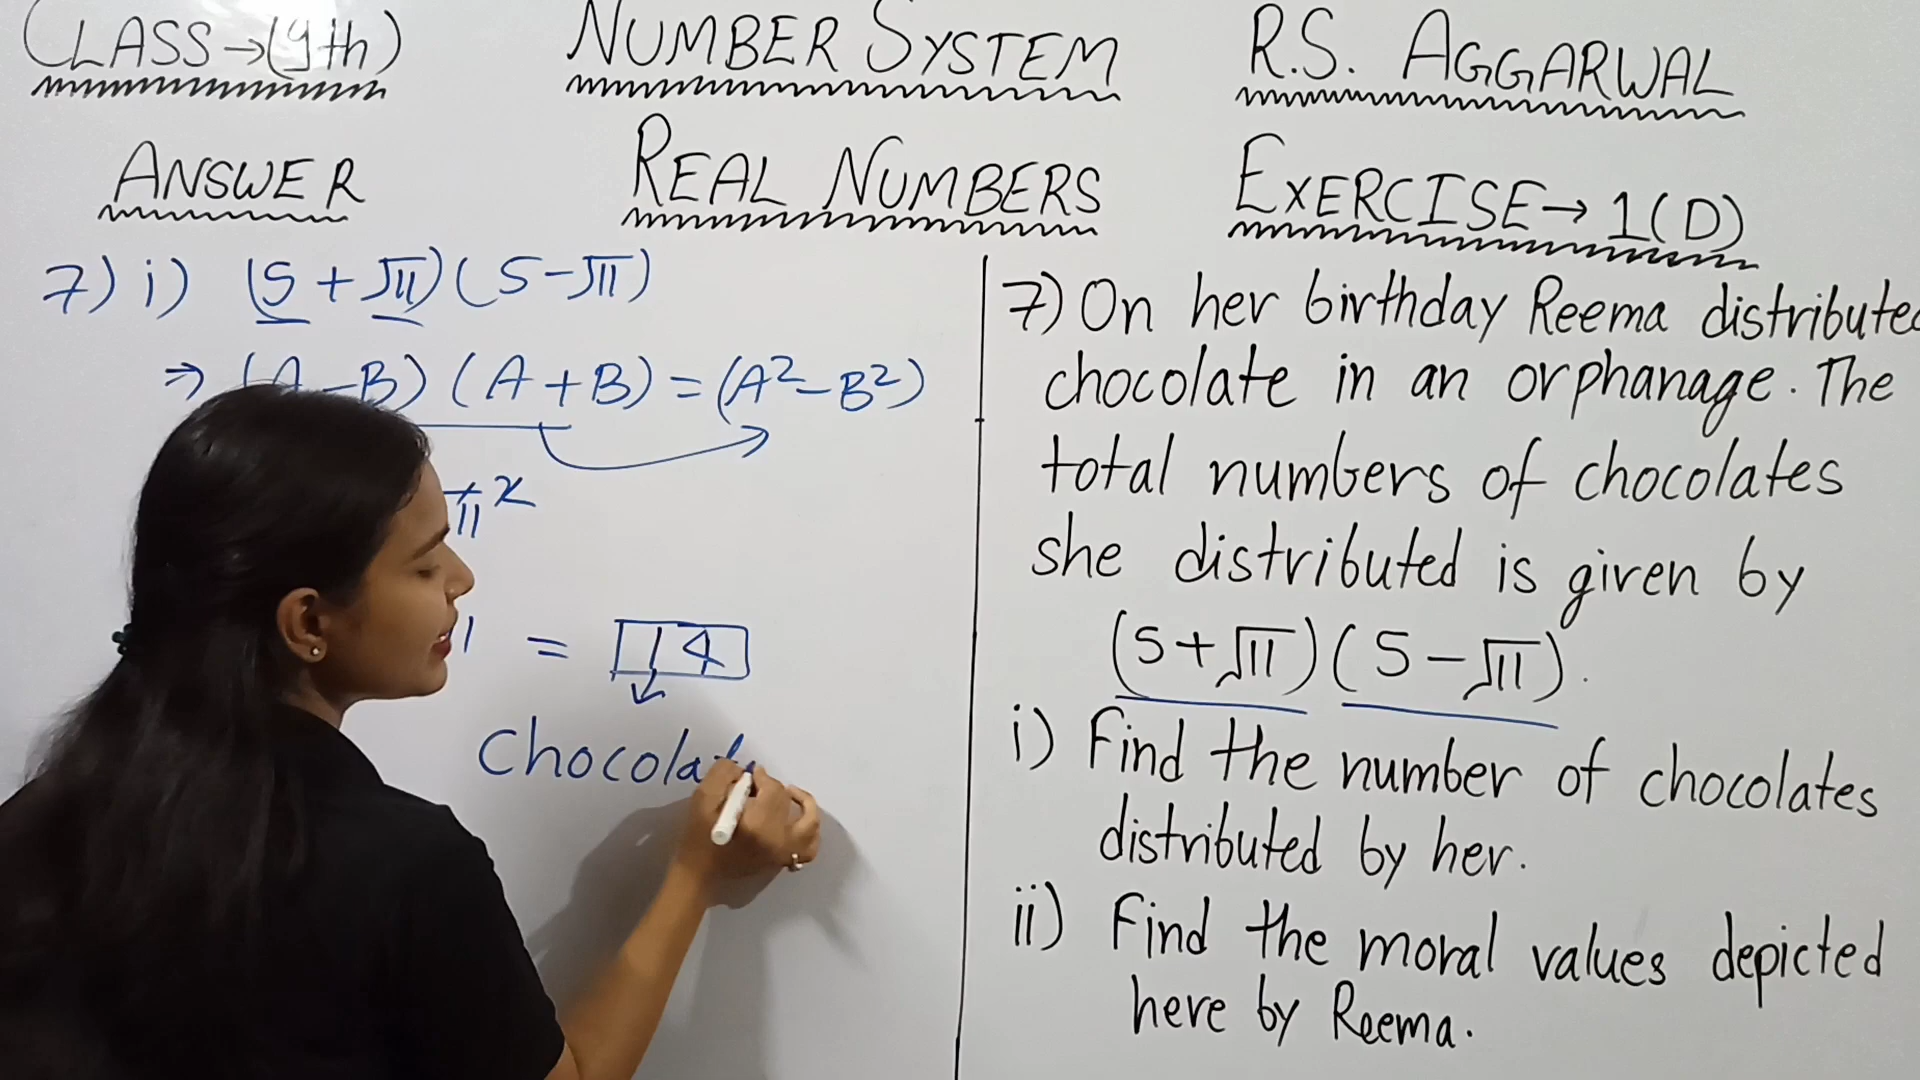 CLASS→(9th)
NUMBER SYSTEM
R.S. AGGARWAL
ANSWER
REAL NUMBERS
EXERCISE→ 1(D)
7) i) (5 + √11)(5-√11)
⇒ (A - B) (A + B) = (A² - B²)
= 14
Chocolat
7) On her birthday Reema distributed
chocolate in an orphanage. The
total numbers of chocolates
she distributed is given by
(5+√11)(5-√11).
i) Find the number of chocolates
distributed by her.
ii) Find the moral values depicted
here by Reema.